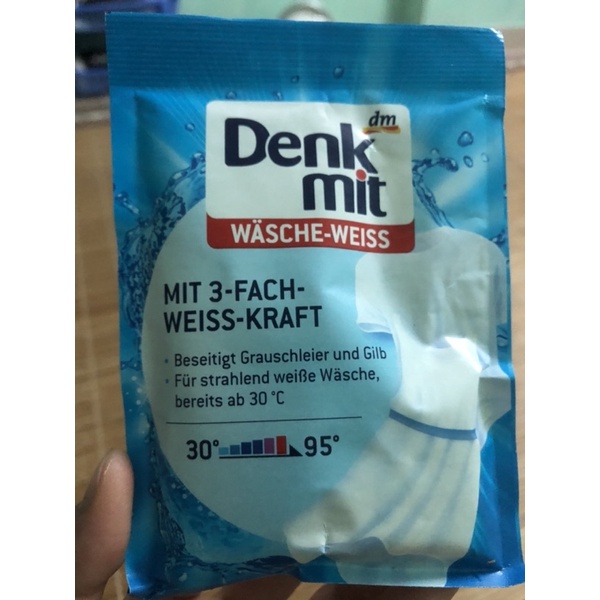 dm
Denk
mit
WÄSCHE-WEISS
MIT 3-FACH-
WEISS-KRAFT
• Beseitigt Grauschleier und Gilb
• Für strahlend weiße Wäsche,
bereits ab 30 °C
30° 95°